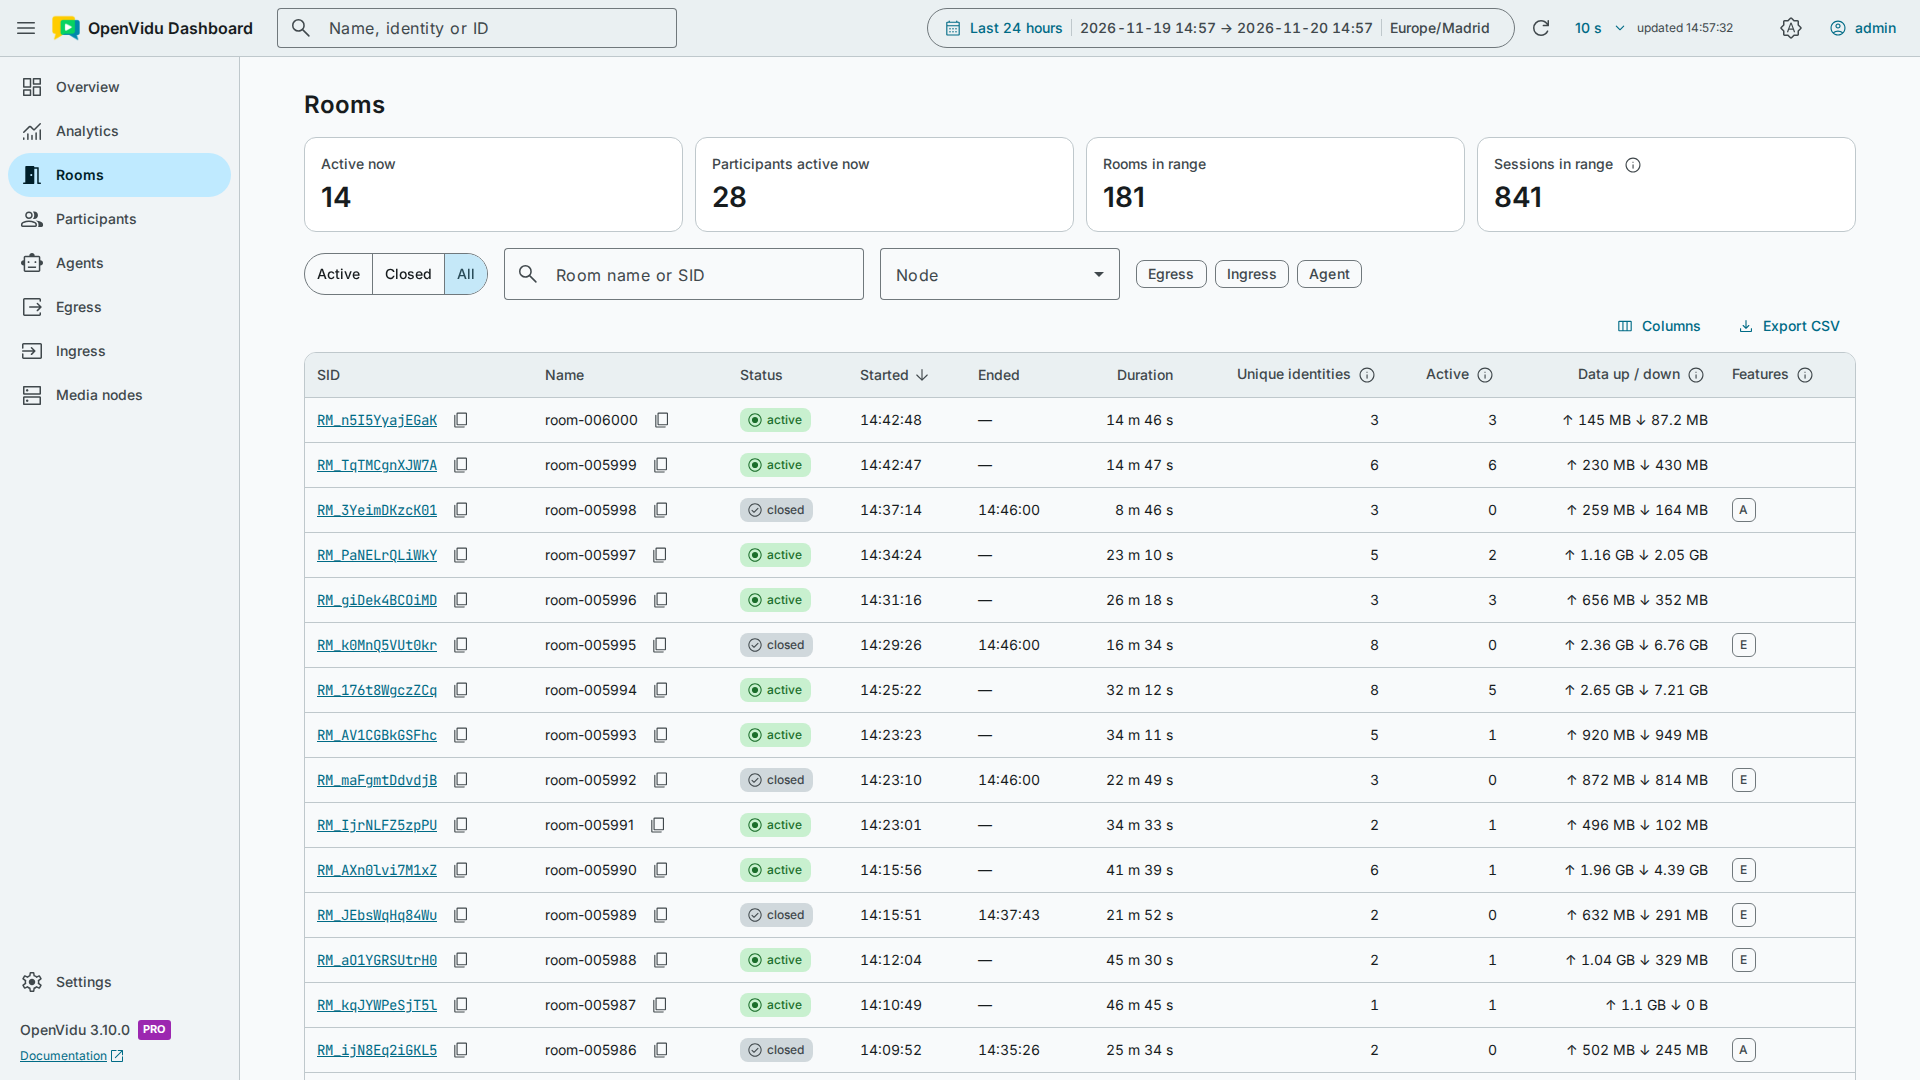 OpenVidu Dashboard
Name, identity or ID
Last 24 hours 2026-11-19 14:57 → 2026-11-20 14:57 Europe/Madrid
10 s updated 14:57:32
A
admin
Overview
Analytics
Rooms
Participants
Agents
Egress
Ingress
Media nodes
Settings
OpenVidu 3.10.0 PRO
Documentation
Rooms
Active now
14
Participants active now
28
Rooms in range
181
Sessions in range
841
Active Closed All
Room name or SID
Node
Egress Ingress Agent
Columns Export CSV
SID Name Status Started ↓ Ended Duration Unique identities Active Data up / down Features
RM_n5I5YyajEGaK room-006000 active 14:42:48 — 14 m 46 s 3 3 ↑ 145 MB ↓ 87.2 MB
RM_TqTMCgnXJW7A room-005999 active 14:42:47 — 14 m 47 s 6 6 ↑ 230 MB ↓ 430 MB
RM_3YeimDKzcK01 room-005998 closed 14:37:14 14:46:00 8 m 46 s 3 0 ↑ 259 MB ↓ 164 MB A
RM_PaNELrQLiWkY room-005997 active 14:34:24 — 23 m 10 s 5 2 ↑ 1.16 GB ↓ 2.05 GB
RM_giDek4BCOiMD room-005996 active 14:31:16 — 26 m 18 s 3 3 ↑ 656 MB ↓ 352 MB
RM_k0MnQ5VUt0kr room-005995 closed 14:29:26 14:46:00 16 m 34 s 8 0 ↑ 2.36 GB ↓ 6.76 GB E
RM_176t8WgczZCq room-005994 active 14:25:22 — 32 m 12 s 8 5 ↑ 2.65 GB ↓ 7.21 GB
RM_AV1CGBkGSFhc room-005993 active 14:23:23 — 34 m 11 s 5 1 ↑ 920 MB ↓ 949 MB
RM_maFgmtDdvdjB room-005992 closed 14:23:10 14:46:00 22 m 49 s 3 0 ↑ 872 MB ↓ 814 MB E
RM_IjrNLFZ5zpPU room-005991 active 14:23:01 — 34 m 33 s 2 1 ↑ 496 MB ↓ 102 MB
RM_AXn0lvi7M1xZ room-005990 active 14:15:56 — 41 m 39 s 6 1 ↑ 1.96 GB ↓ 4.39 GB E
RM_JEbsWqHq84Wu room-005989 closed 14:15:51 14:37:43 21 m 52 s 2 0 ↑ 632 MB ↓ 291 MB E
RM_aO1YGRSUtrH0 room-005988 active 14:12:04 — 45 m 30 s 2 1 ↑ 1.04 GB ↓ 329 MB E
RM_kqJYWPeSjT5l room-005987 active 14:10:49 — 46 m 45 s 1 1 ↑ 1.1 GB ↓ 0 B
RM_ijN8Eq2iGKL5 room-005986 closed 14:09:52 14:35:26 25 m 34 s 2 0 ↑ 502 MB ↓ 245 MB A